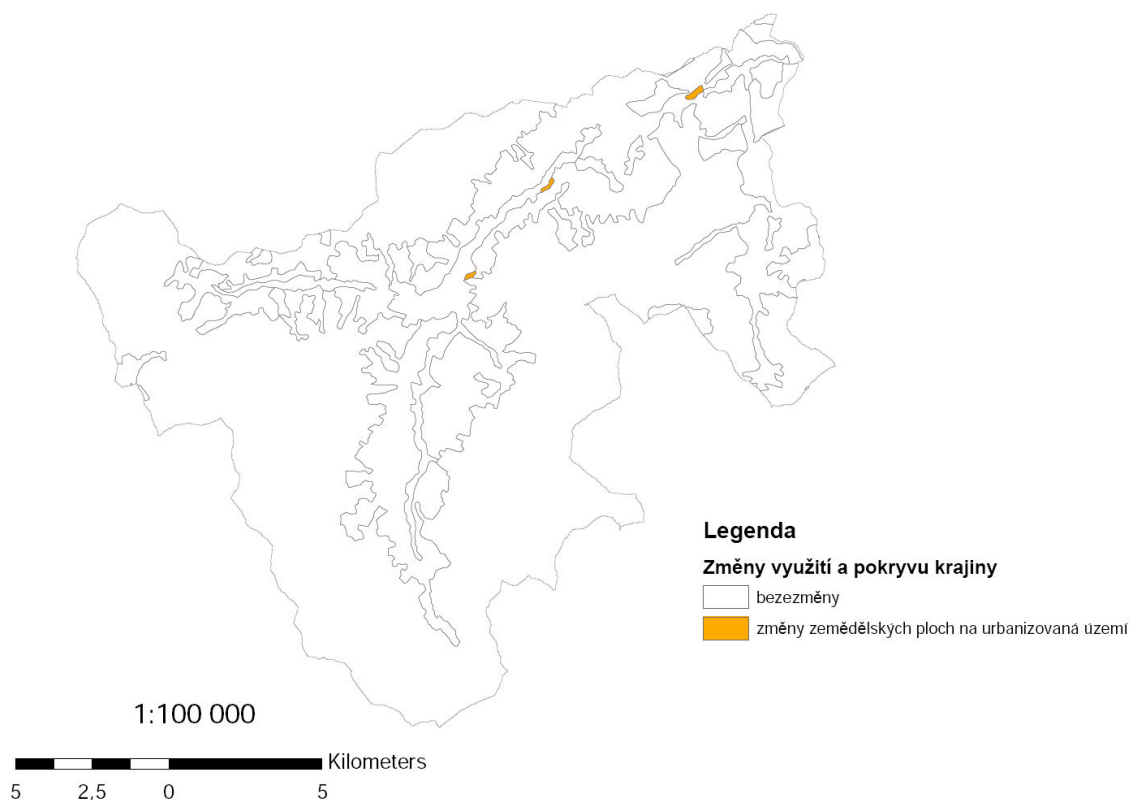 Legenda
Změny využití a pokryvu krajiny
bezezměny
změny zemědělských ploch na urbanizovaná území
1:100 000
Kilometers
5 2,5 0 5